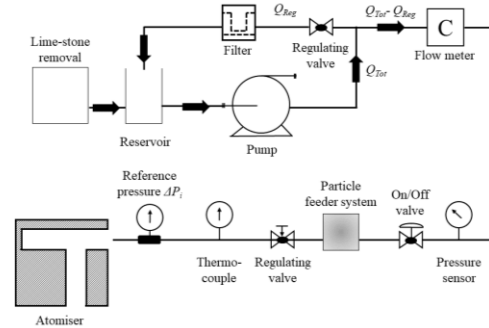 Q_Reg
Q_Tot- Q_Reg
C
Lime-stone
removal
Filter
Regulating
valve
Flow meter
Q_Tot
Reservoir
Pump
Reference
pressure ΔP_i
Particle
feeder system
On/Off
valve
Thermo-
couple
Regulating
valve
Pressure
sensor
Atomiser